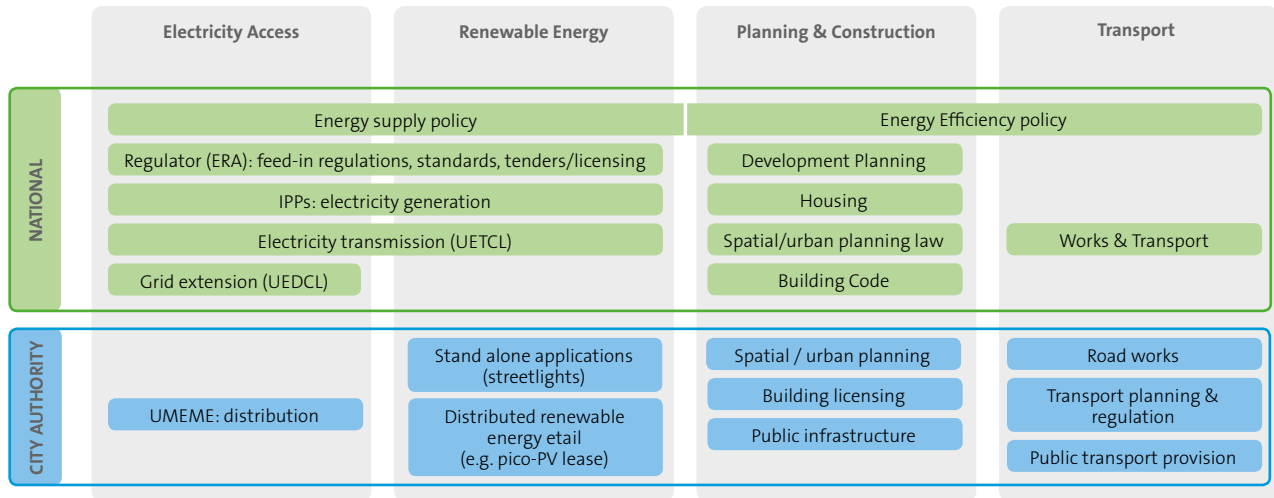 Electricity Access
Renewable Energy
Planning & Construction
Transport
NATIONAL
Energy supply policy
Energy Efficiency policy
Regulator (ERA): feed-in regulations, standards, tenders/licensing
Development Planning
IPPs: electricity generation
Housing
Electricity transmission (UETCL)
Spatial/urban planning law
Works & Transport
Grid extension (UEDCL)
Building Code
CITY AUTHORITY
UMEME: distribution
Stand alone applications
(streetlights)
Distributed renewable
energy etail
(e.g. pico-PV lease)
Spatial / urban planning
Building licensing
Public infrastructure
Road works
Transport planning &
regulation
Public transport provision